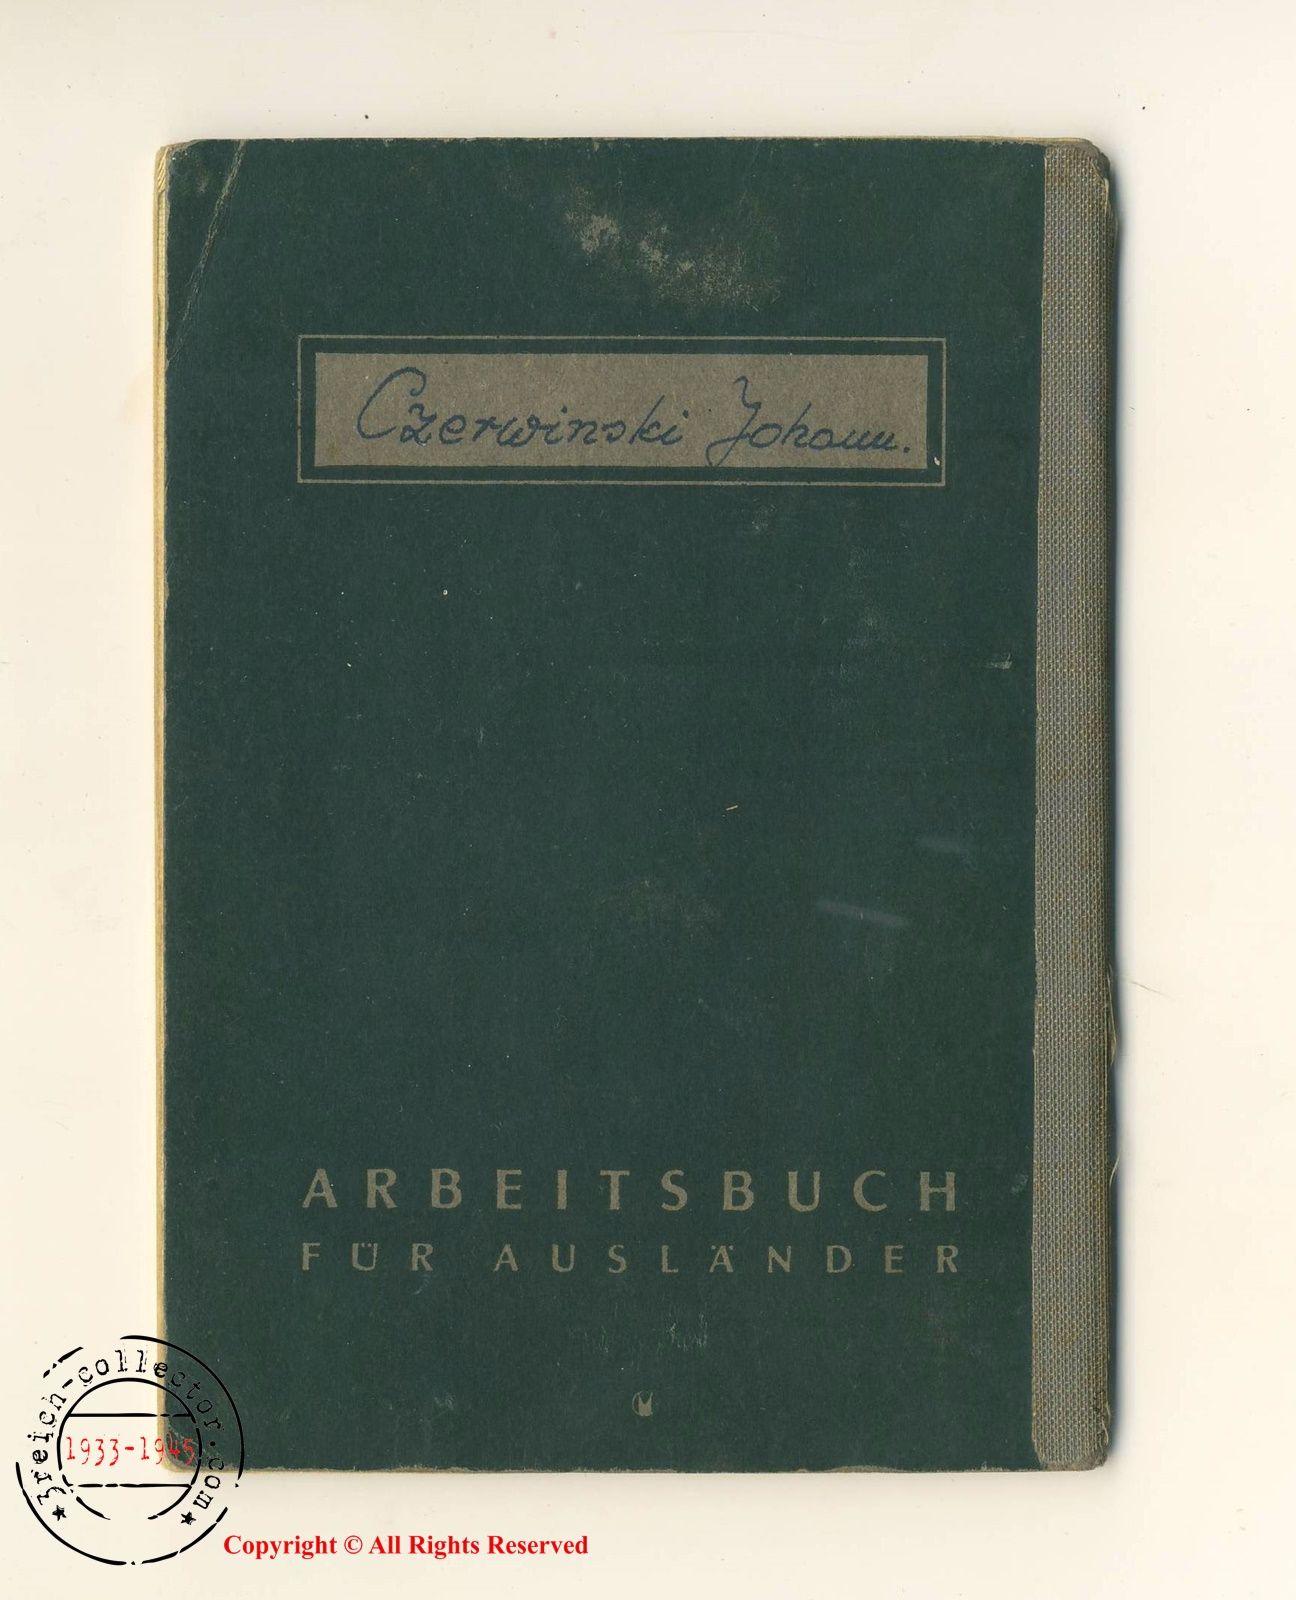 Czerwinski Johann.
ARBEITSBUCH
FÜR AUSLÄNDER
3reich-collector.com
1933-1945
Copyright © All Rights Reserved